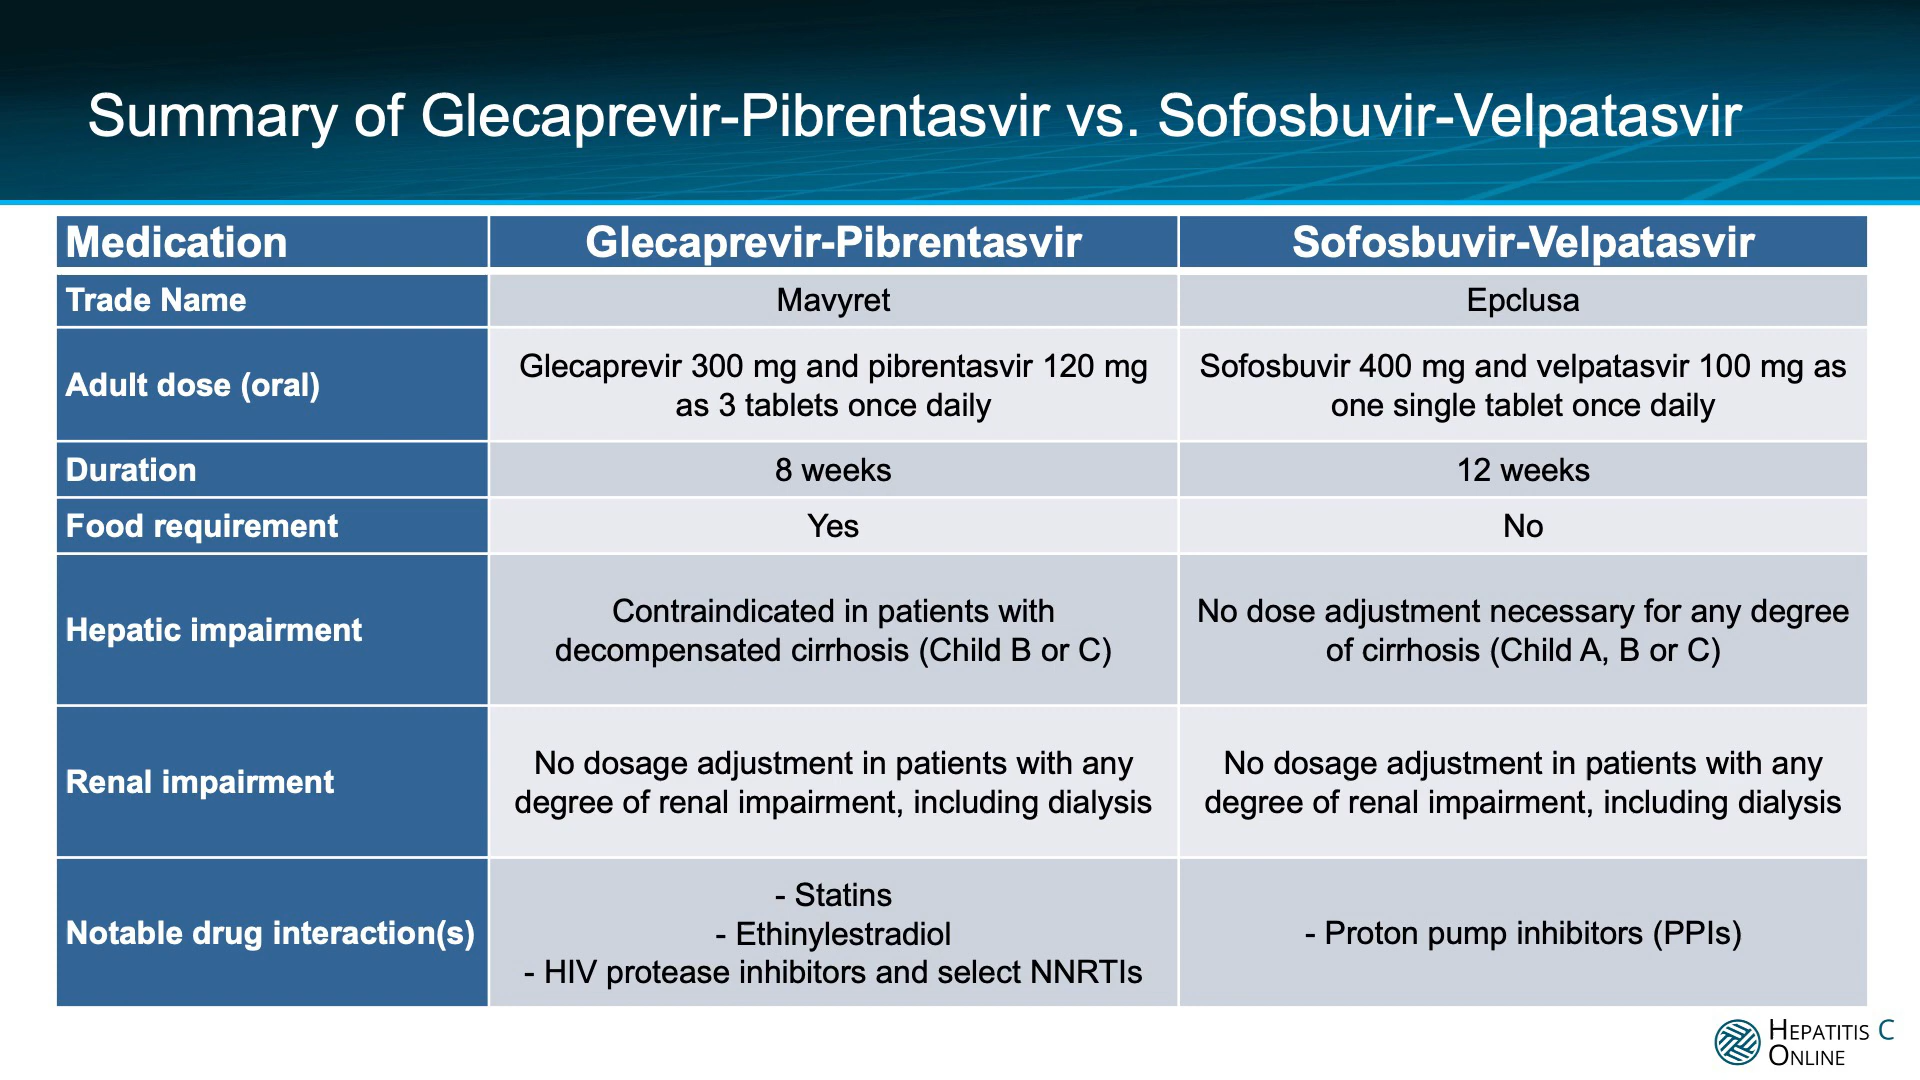 Summary of Glecaprevir-Pibrentasvir vs. Sofosbuvir-Velpatasvir
Medication
Glecaprevir-Pibrentasvir
Sofosbuvir-Velpatasvir
Trade Name
Mavyret
Epclusa
Adult dose (oral)
Glecaprevir 300 mg and pibrentasvir 120 mg
as 3 tablets once daily
Sofosbuvir 400 mg and velpatasvir 100 mg as
one single tablet once daily
Duration
8 weeks
12 weeks
Food requirement
Yes
No
Hepatic impairment
Contraindicated in patients with
decompensated cirrhosis (Child B or C)
No dose adjustment necessary for any degree
of cirrhosis (Child A, B or C)
Renal impairment
No dosage adjustment in patients with any
degree of renal impairment, including dialysis
No dosage adjustment in patients with any
degree of renal impairment, including dialysis
Notable drug interaction(s)
- Statins
- Ethinylestradiol
- HIV protease inhibitors and select NNRTIs
- Proton pump inhibitors (PPIs)
HEPATITIS C
ONLINE